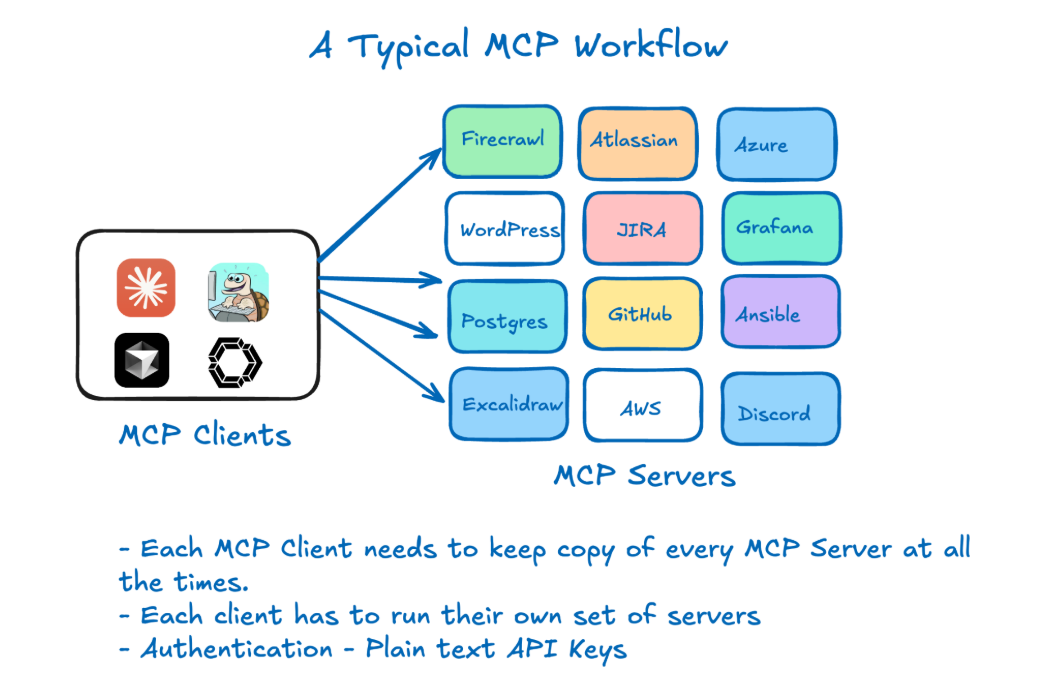 A Typical MCP Workflow
Firecrawl
Atlassian
Azure
WordPress
JIRA
Grafana
Postgres
GitHub
Ansible
Excalidraw
AWS
Discord
MCP Clients
MCP Servers
- Each MCP Client needs to keep copy of every MCP Server at all
the times.
- Each client has to run their own set of servers
- Authentication - Plain text API Keys